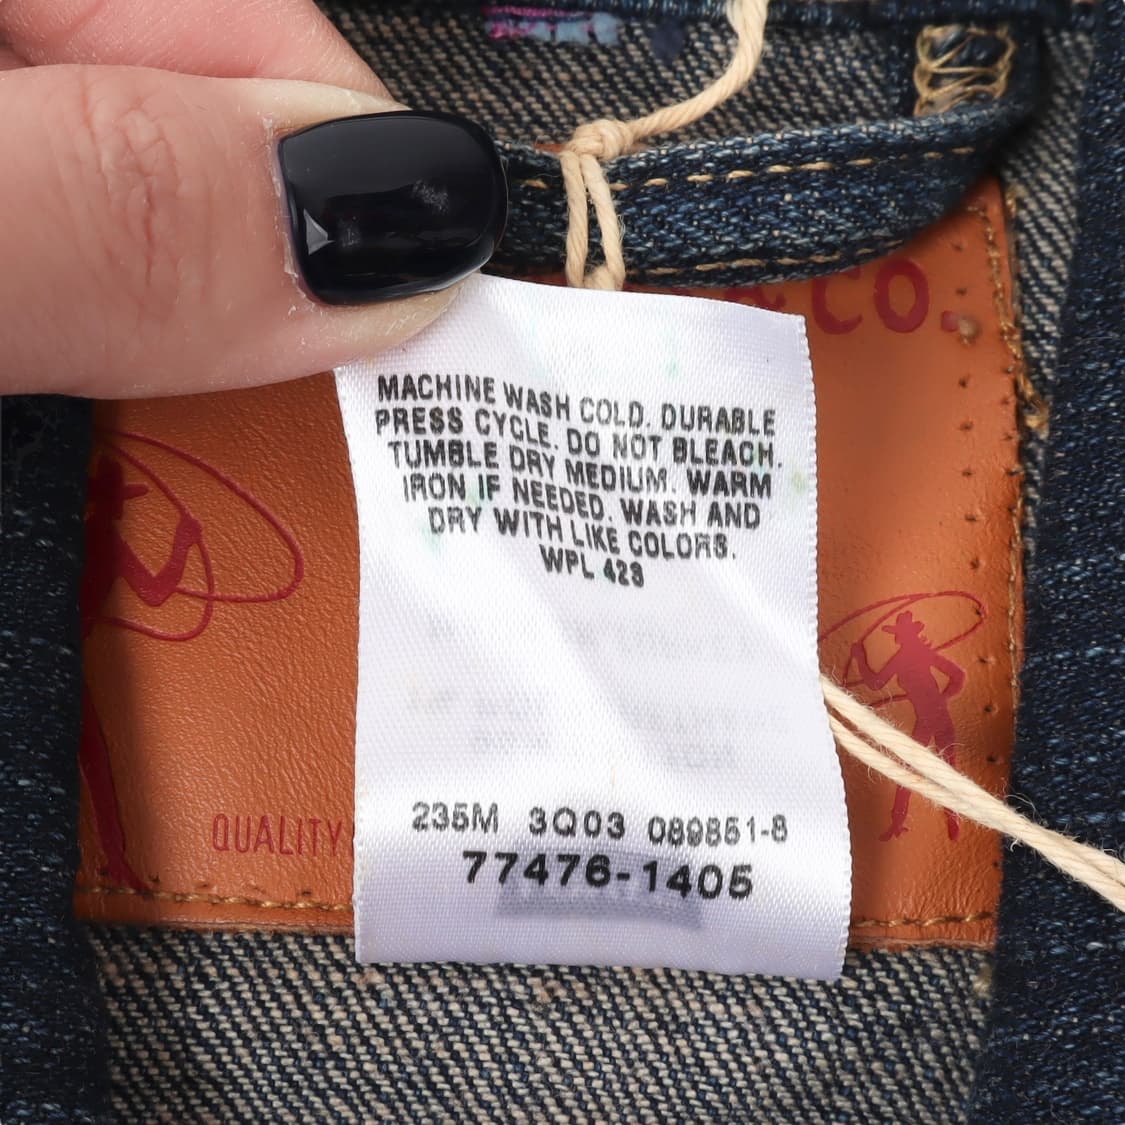 & CO.
MACHINE WASH COLD. DURABLE
PRESS CYCLE. DO NOT BLEACH.
TUMBLE DRY MEDIUM. WARM
IRON IF NEEDED. WASH AND
DRY WITH LIKE COLORS.
WPL 423
235M 3Q03 089851-8
77476-1405
QUALITY